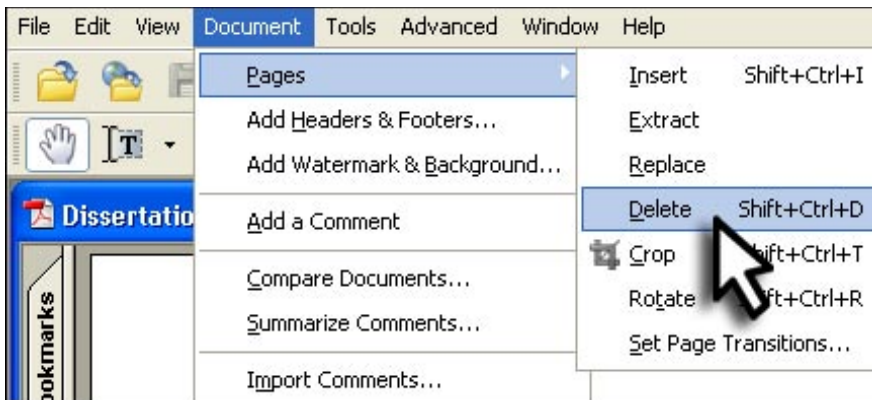 File Edit View Document Tools Advanced Window Help
Pages
Add Headers & Footers...
Add Watermark & Background...
Add a Comment
Compare Documents...
Summarize Comments...
Import Comments...
Insert Shift+Ctrl+I
Extract
Replace
Delete Shift+Ctrl+D
Crop Shift+Ctrl+T
Rotate Shift+Ctrl+R
Set Page Transitions...
T
Dissertatio
ookmarks